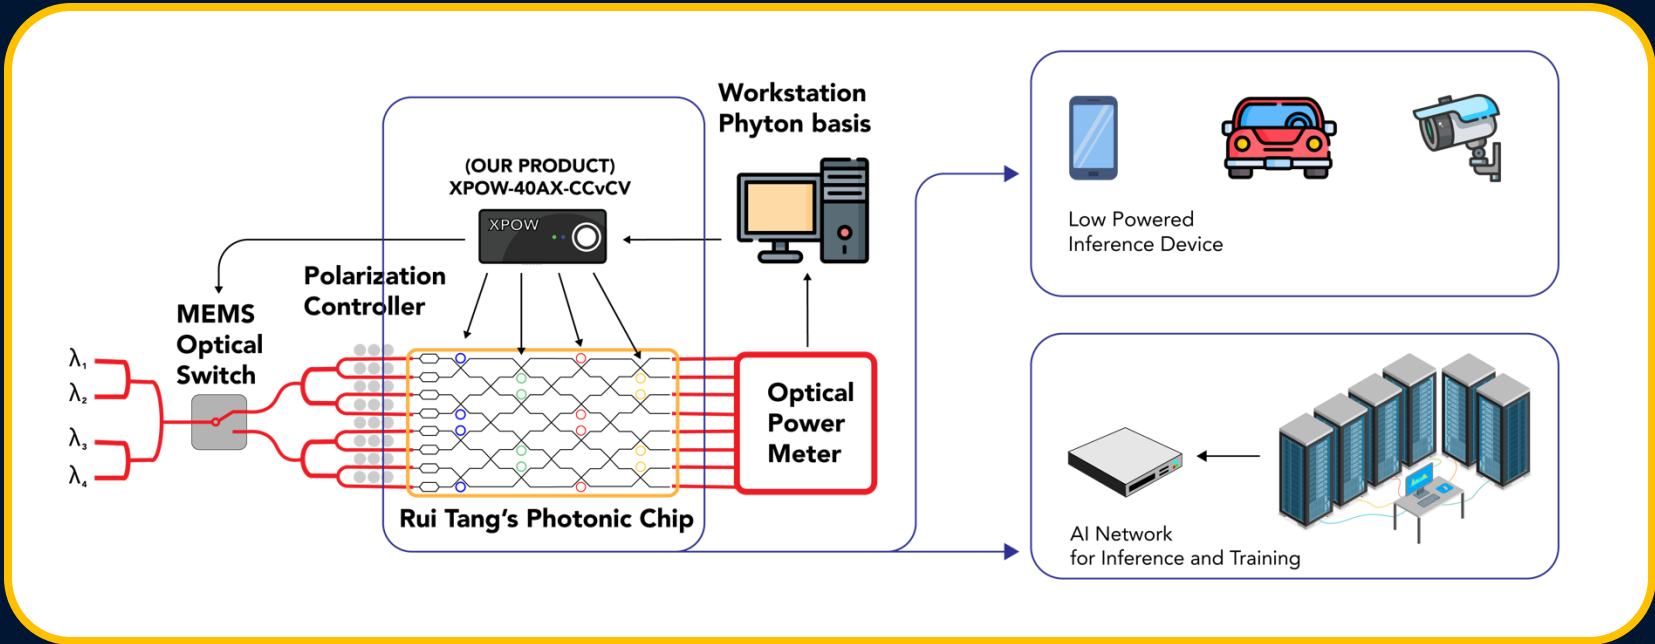 Workstation
Phyton basis
(OUR PRODUCT)
XPOW-40AX-CCvCV
XPOW
Polarization
Controller
MEMS
Optical
Switch
λ₁
λ₂
λ₃
λ₄
Optical
Power
Meter
Rui Tang’s Photonic Chip
Low Powered
Inference Device
AI Network
for Inference and Training